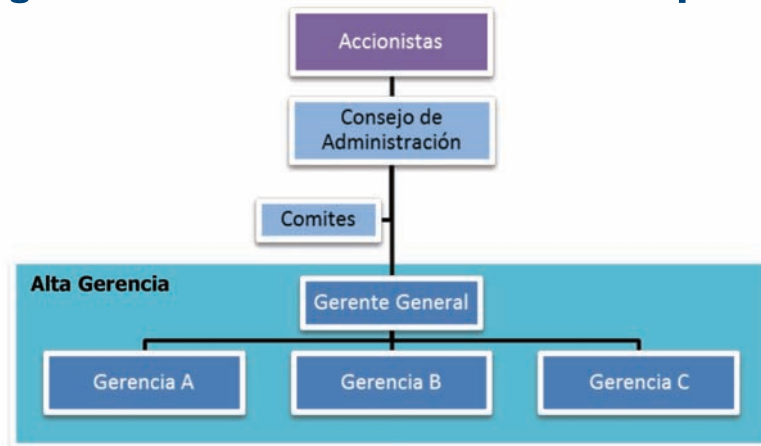 Accionistas
Consejo de
Administración
Comites
Alta Gerencia
Gerente General
Gerencia A
Gerencia B
Gerencia C